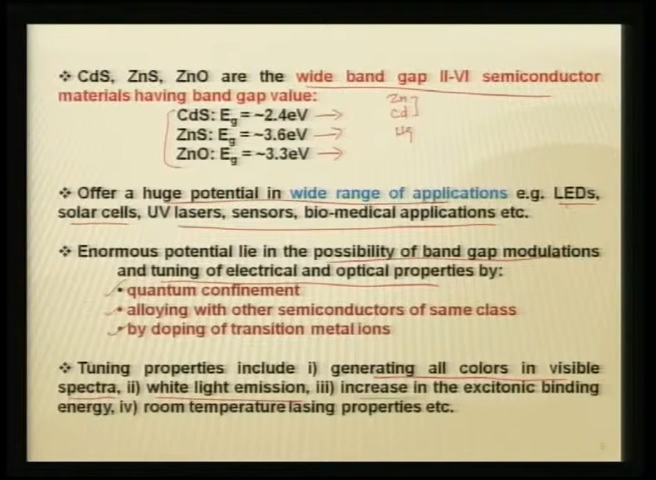 ❖ CdS, ZnS, ZnO are the wide band gap II-VI semiconductor
materials having band gap value:
Zn
CdS: Eg = ~2.4eV
Cd
ZnS: Eg = ~3.6eV
Hg
ZnO: Eg = ~3.3eV
❖ Offer a huge potential in wide range of applications e.g. LEDs,
solar cells, UV lasers, sensors, bio-medical applications etc.
❖ Enormous potential lie in the possibility of band gap modulations
and tuning of electrical and optical properties by:
• quantum confinement
• alloying with other semiconductors of same class
• by doping of transition metal ions
❖ Tuning properties include i) generating all colors in visible
spectra, ii) white light emission, iii) increase in the excitonic binding
energy, iv) room temperature lasing properties etc.